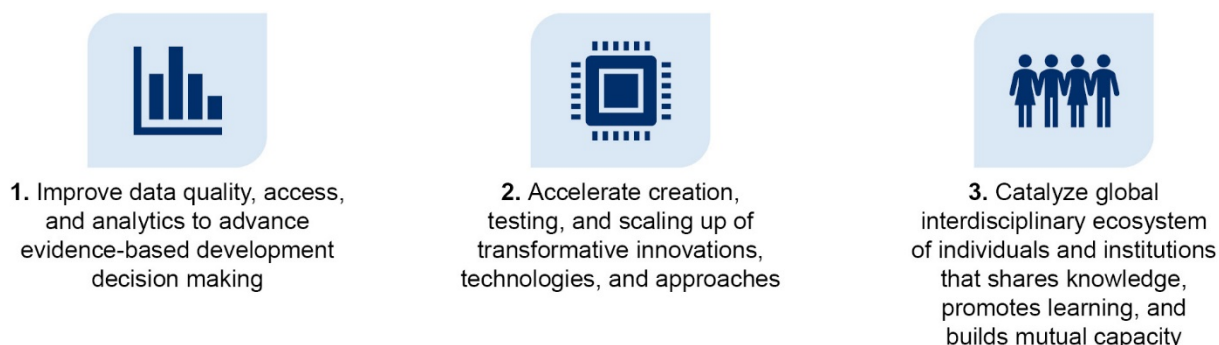 1. Improve data quality, access,
and analytics to advance
evidence-based development
decision making
2. Accelerate creation,
testing, and scaling up of
transformative innovations,
technologies, and approaches
3. Catalyze global
interdisciplinary ecosystem
of individuals and institutions
that shares knowledge,
promotes learning, and
builds mutual capacity